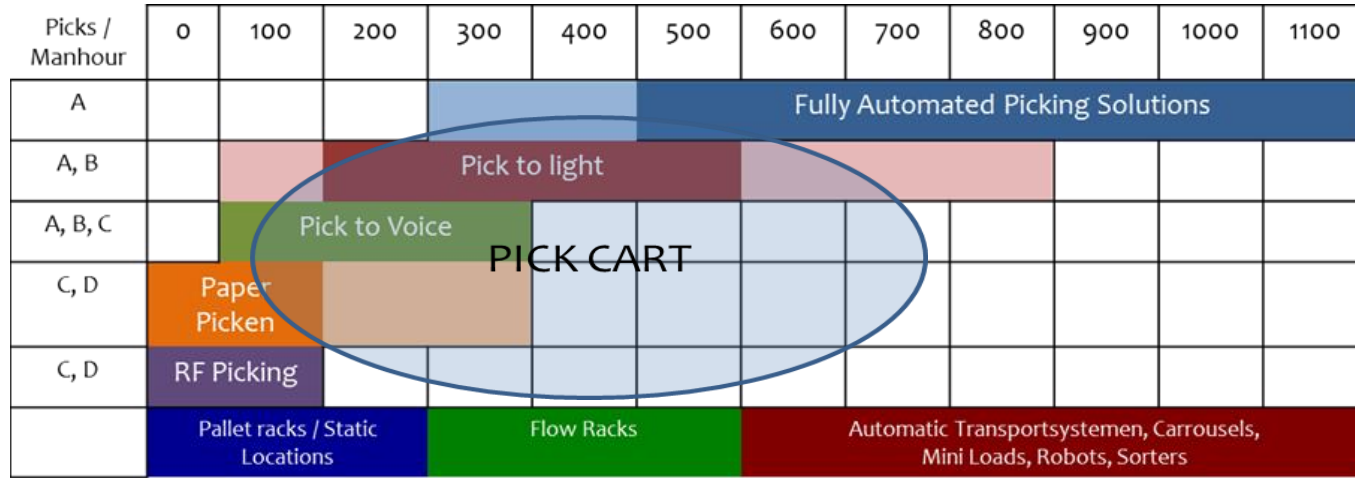 Picks / Manhour 0 100 200 300 400 500 600 700 800 900 1000 1100
A Fully Automated Picking Solutions
A, B Pick to light
A, B, C Pick to Voice
PICK CART
C, D Paper
Picken
C, D RF Picking
Pallet racks / Static
Locations
Flow Racks
Automatic Transportsystemen, Carrousels,
Mini Loads, Robots, Sorters